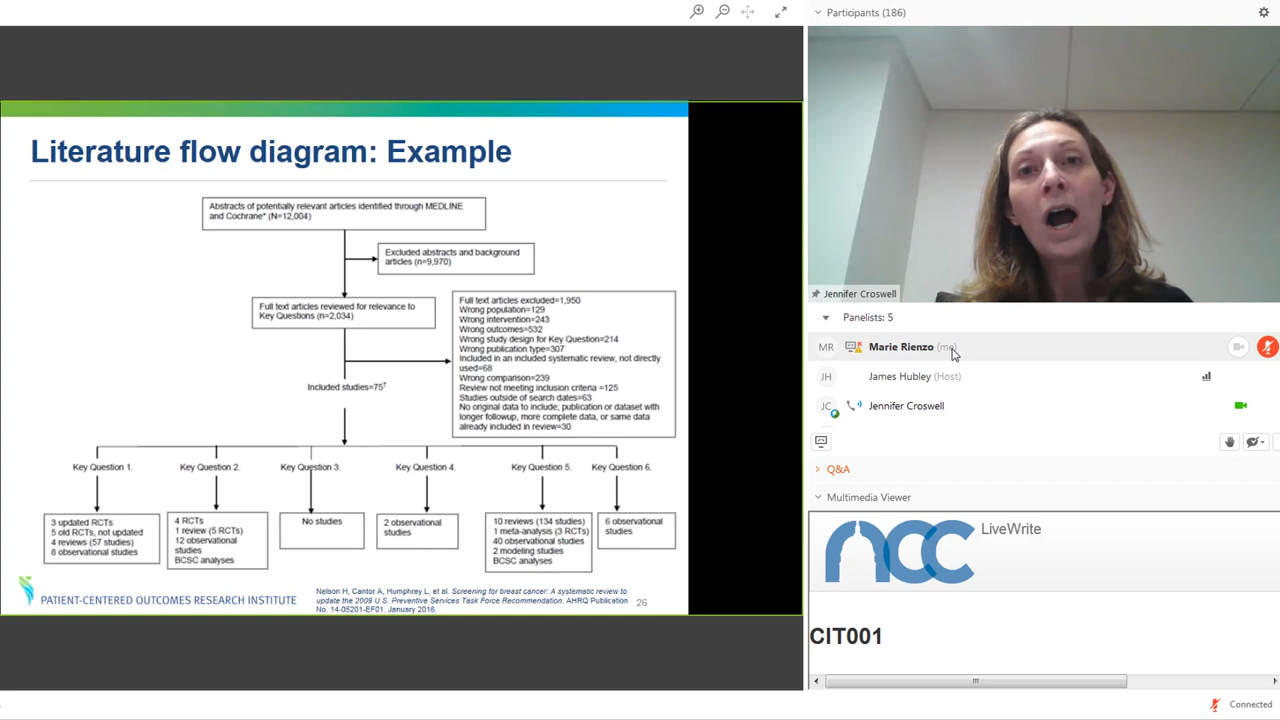 Participants (186)
Literature flow diagram: Example
Abstracts of potentially relevant articles identified through MEDLINE
and Cochrane* (N=12,004)
Excluded abstracts and background
articles (n=9,970)
Full text articles reviewed for relevance to
Key Questions (n=2,034)
Full text articles excluded=1,950
Wrong population=129
Wrong intervention=243
Wrong outcomes=532
Wrong study design for Key Question=214
Wrong publication type=307
Included in an included systematic review, not directly
used=68
Wrong comparison=239
Review not meeting inclusion criteria =125
Studies outside of search dates=63
No original data to include; publication or dataset with
longer followup, more complete data, or same data
already included in review=30
Included studies=75†
Key Question 1.
Key Question 2.
Key Question 3.
Key Question 4.
Key Question 5.
Key Question 6.
3 updated RCTs
5 old RCTs, not updated
4 reviews (57 studies)
8 observational studies
4 RCTs
1 review (5 RCTs)
12 observational
studies
BCSC analyses
No studies
2 observational
studies
10 reviews (134 studies)
1 meta-analysis (3 RCTs)
40 observational studies
2 modeling studies
BCSC analyses
6 observational
studies
PATIENT-CENTERED OUTCOMES RESEARCH INSTITUTE
Nelson H, Cantor A, Humphrey L, et al. Screening for breast cancer: A systematic review to
update the 2009 U.S. Preventive Services Task Force Recommendation. AHRQ Publication
No. 14-05201-EF01. January 2016.
26
Jennifer Croswell
Panelists: 5
MR Marie Rienzo (me)
JH James Hubley (Host)
JC Jennifer Croswell
Q&A
Multimedia Viewer
NCC LiveWrite
CIT001
Connected